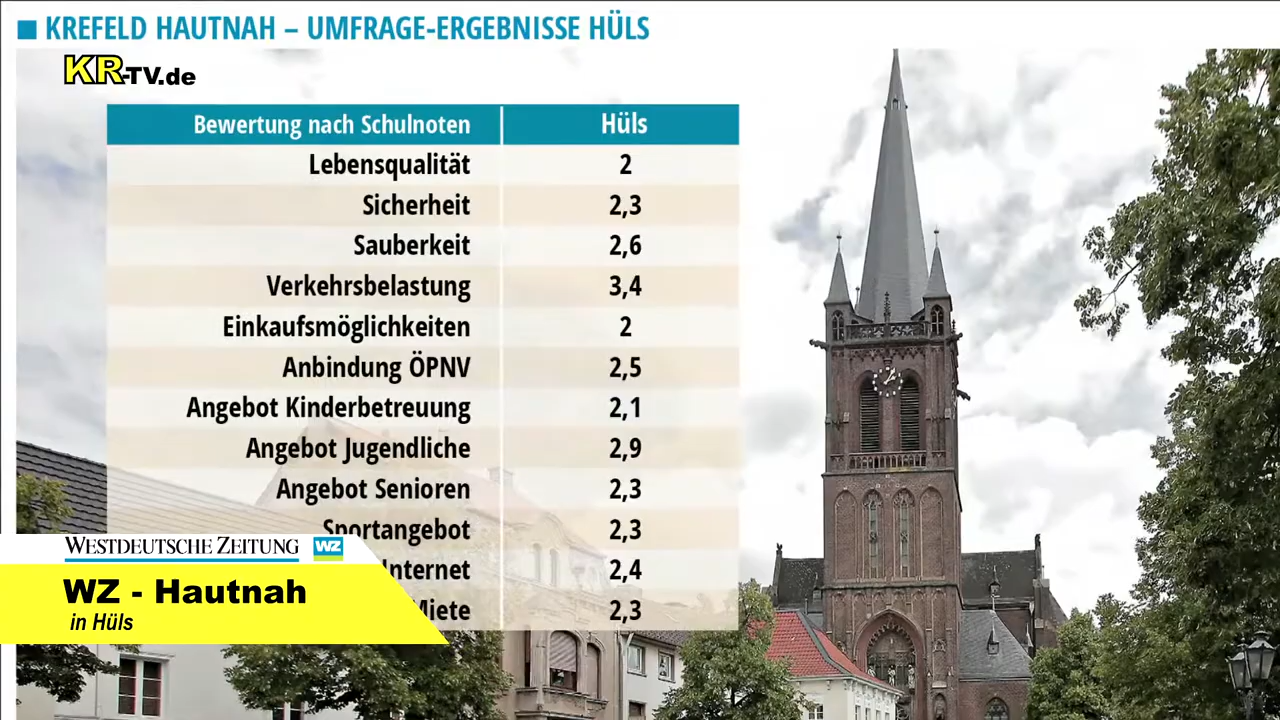 KREFELD HAUTNAH – UMFRAGE-ERGEBNISSE HÜLS
KR-TV.de
Bewertung nach Schulnoten Hüls
Lebensqualität 2
Sicherheit 2,3
Sauberkeit 2,6
Verkehrsbelastung 3,4
Einkaufsmöglichkeiten 2
Anbindung ÖPNV 2,5
Angebot Kinderbetreuung 2,1
Angebot Jugendliche 2,9
Angebot Senioren 2,3
Sportangebot 2,3
Internet 2,4
Miete 2,3
WESTDEUTSCHE ZEITUNG WZ
WZ - Hautnah
in Hüls